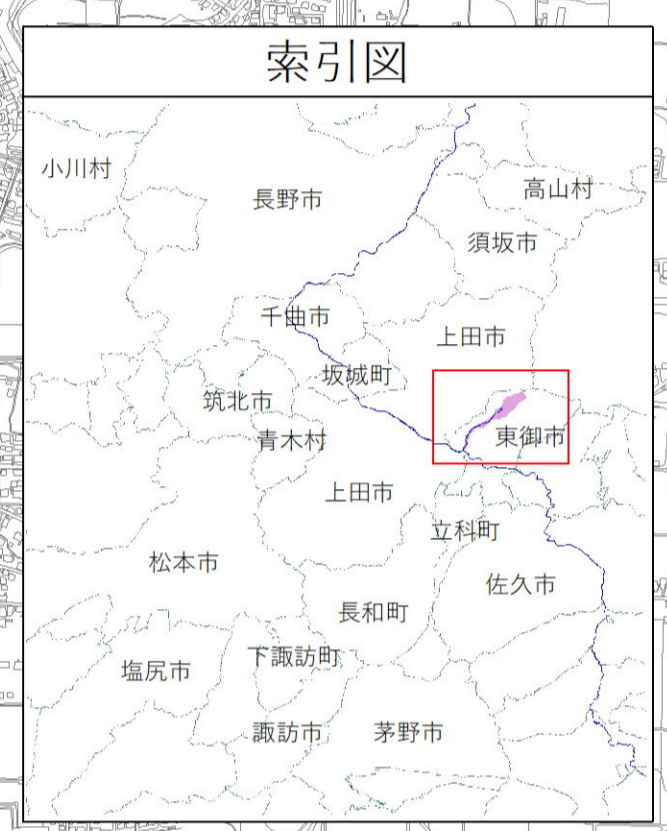 索引図
小川村
長野市
高山村
須坂市
千曲市
上田市
坂城町
筑北市
東御市
青木村
上田市
立科町
松本市
佐久市
長和町
下諏訪町
塩尻市
諏訪市
茅野市